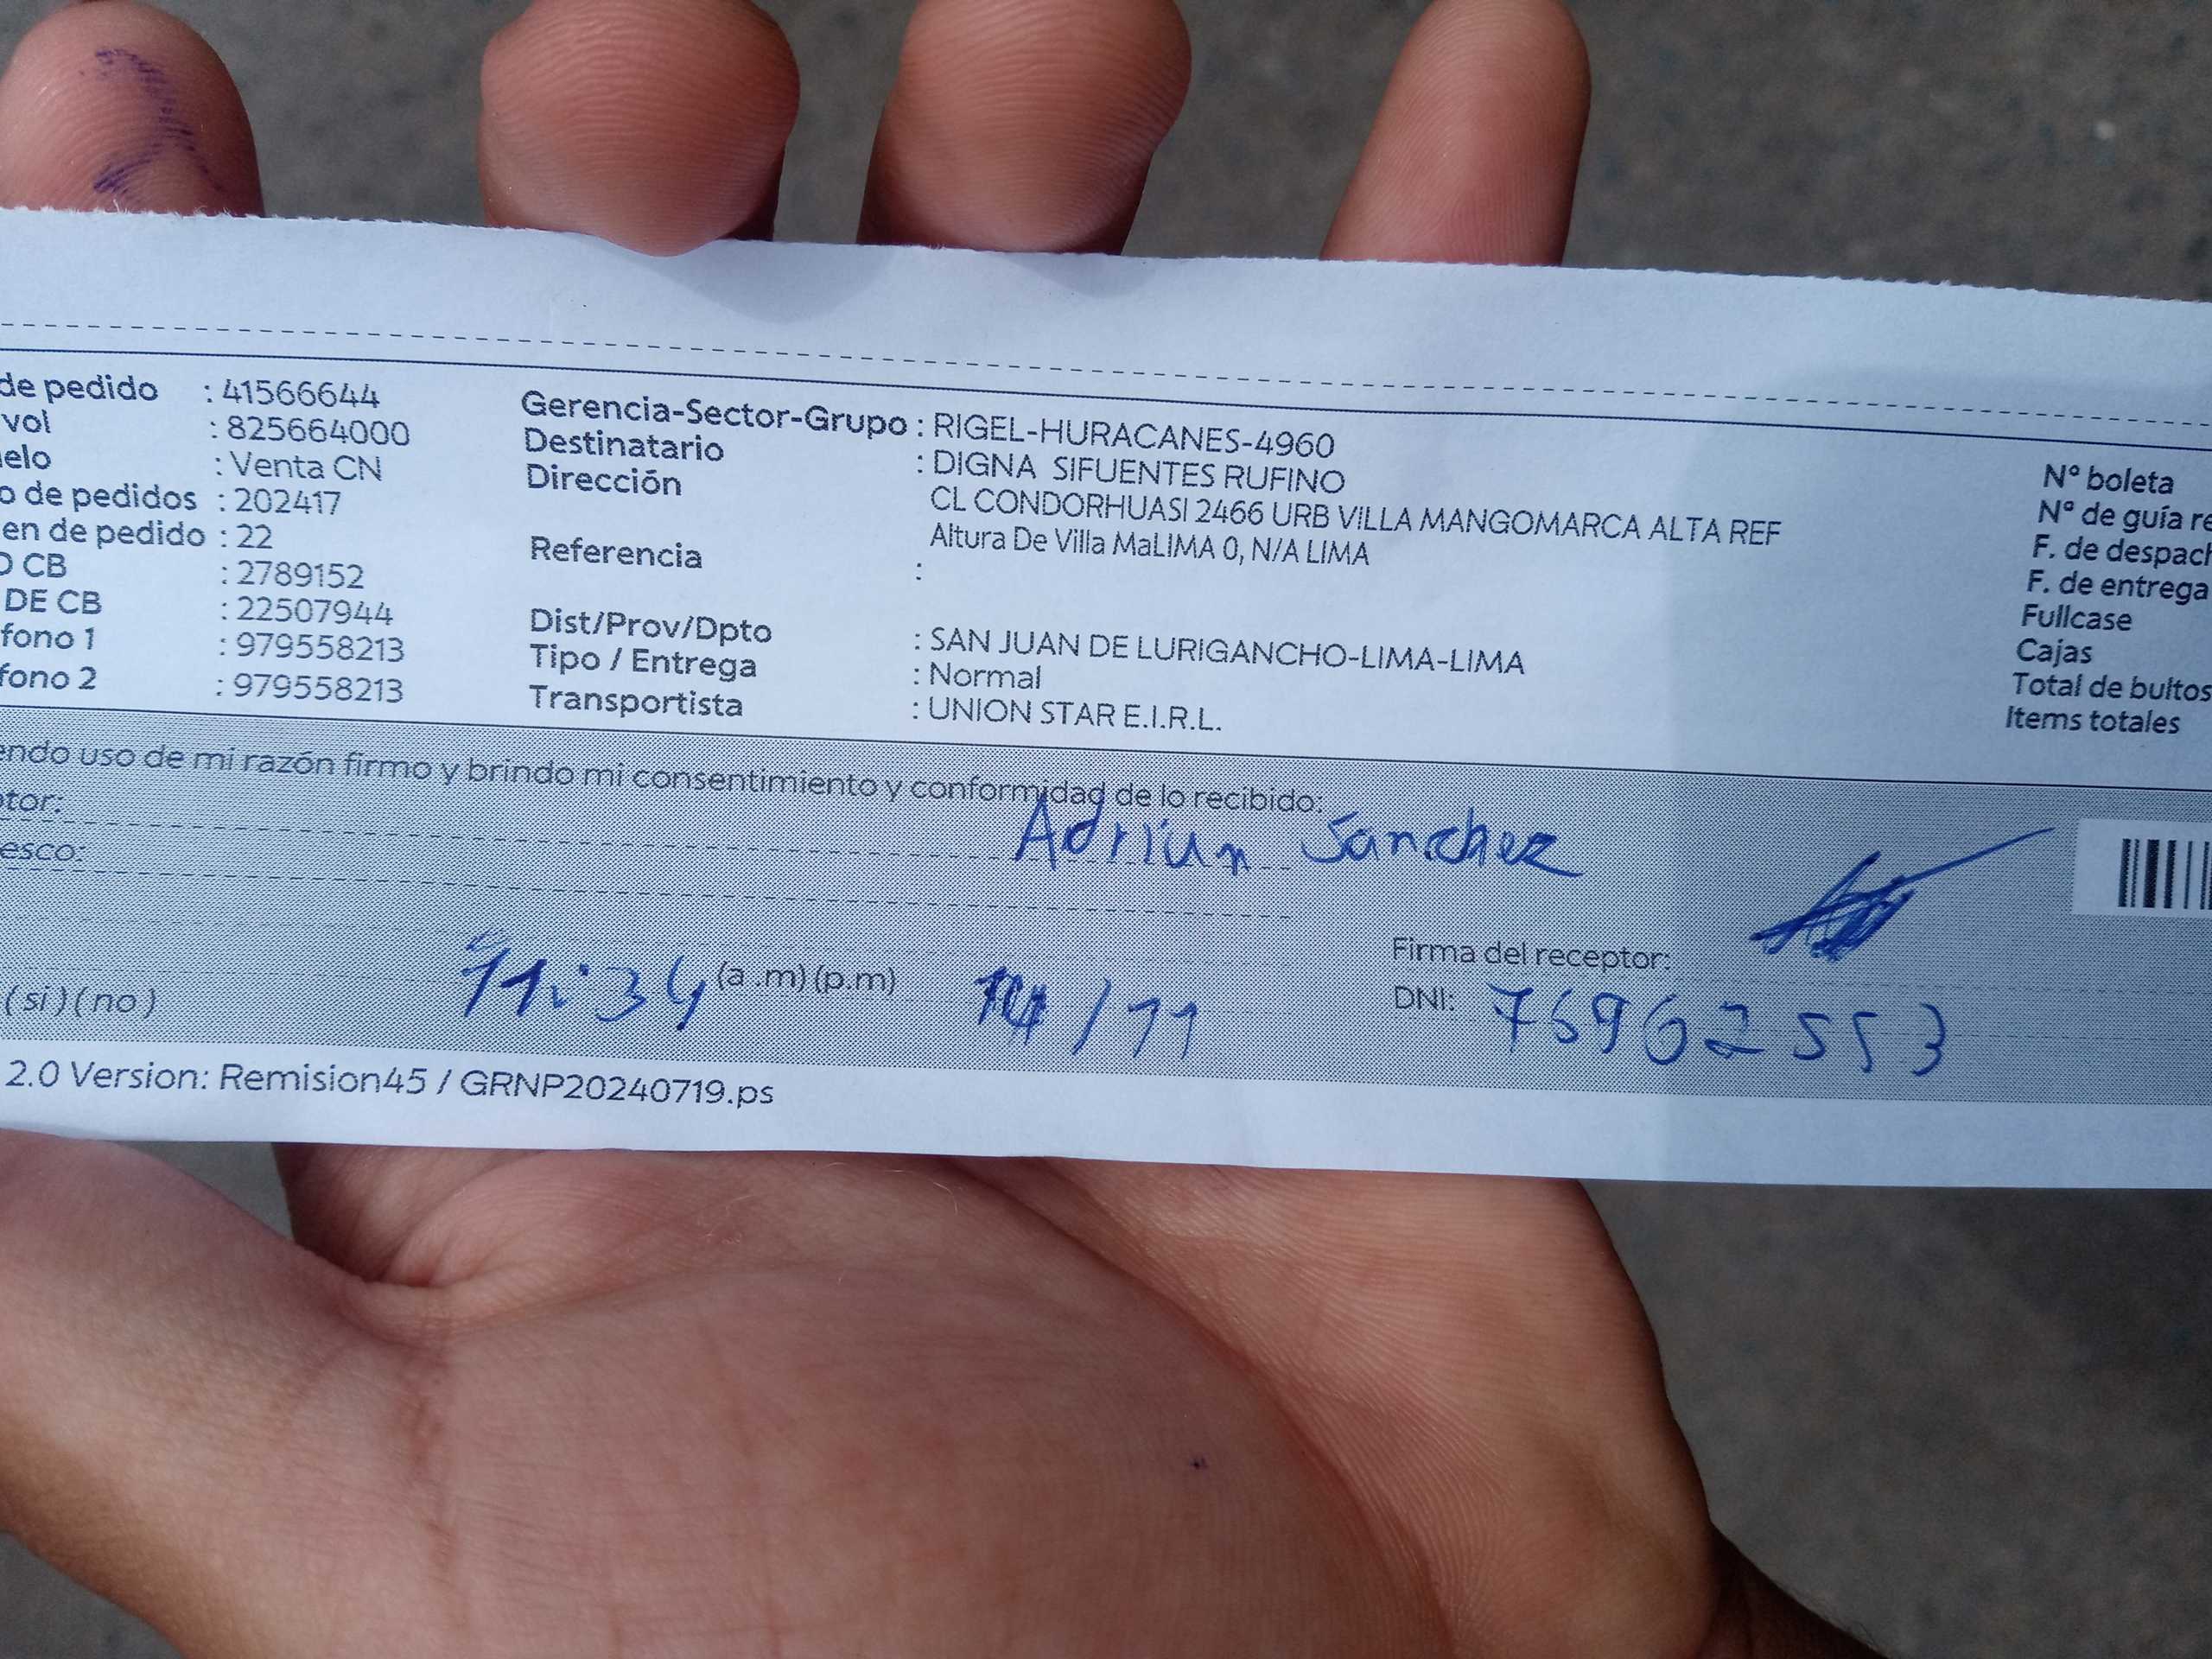 de pedido : 41566644
vol : 825664000
elo : Venta CN
o de pedidos : 202417
en de pedido : 22
O CB : 2789152
DE CB : 22507944
fono 1 : 979558213
fono 2 : 979558213
Gerencia-Sector-Grupo : RIGEL-HURACANES-4960
Destinatario : DIGNA SIFUENTES RUFINO
Dirección CL CONDORHUASI 2466 URB VILLA MANGOMARCA ALTA REF
Altura De Villa MaLIMA 0, N/A LIMA
Referencia :
Dist/Prov/Dpto : SAN JUAN DE LURIGANCHO-LIMA-LIMA
Tipo / Entrega : Normal
Transportista : UNION STAR E.I.R.L.
Nº boleta
Nº de guía re
F. de despach
F. de entrega
Fullcase
Cajas
Total de bultos
Items totales
endo uso de mi razón firmo y brindo mi consentimiento y conformidad de lo recibido:
tor: Adrian Sanchez
esco:
Firma del receptor:
(si) (no) 11:34 (a .m) (p.m) 14/11 DNI: 75962553
2.0 Version: Remision45 / GRNP20240719.ps